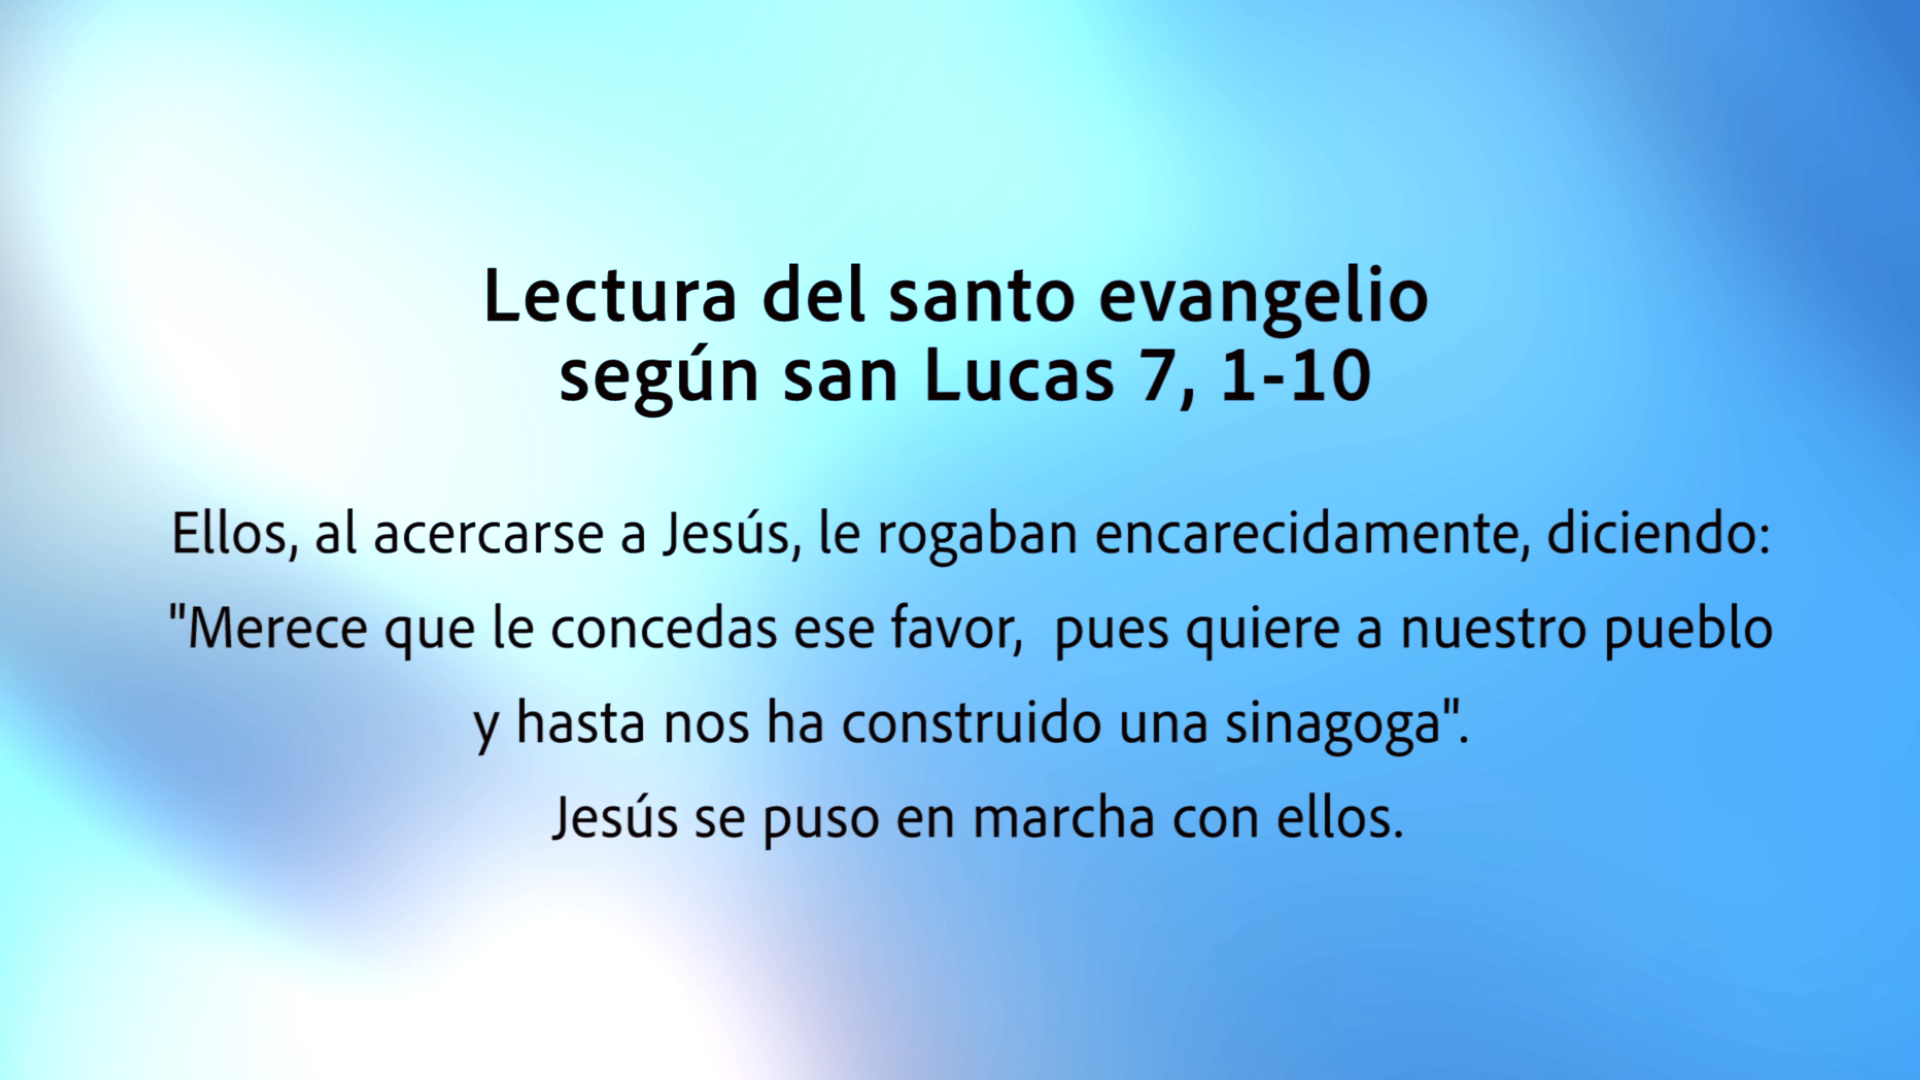 Lectura del santo evangelio
según san Lucas 7, 1-10
Ellos, al acercarse a Jesús, le rogaban encarecidamente, diciendo:
"Merece que le concedas ese favor,  pues quiere a nuestro pueblo
y hasta nos ha construido una sinagoga".
Jesús se puso en marcha con ellos.